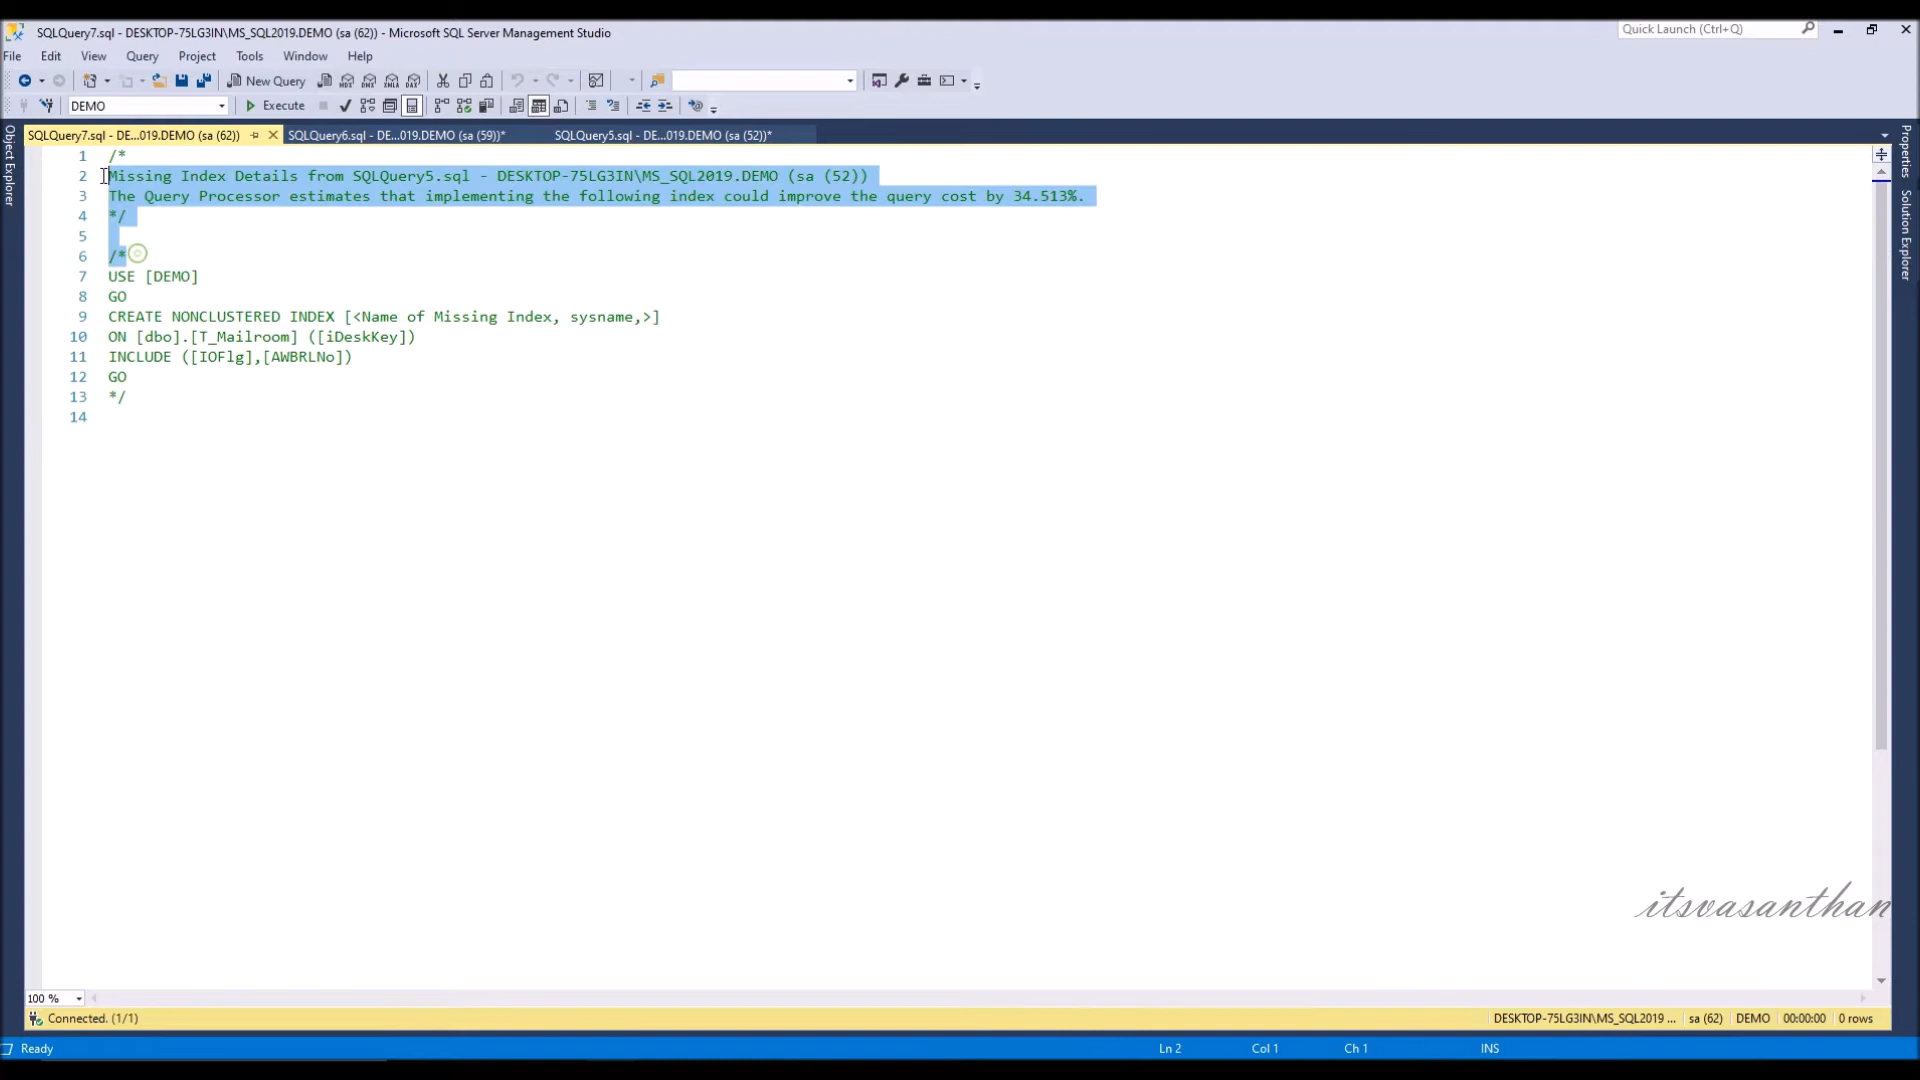 SQLQuery7.sql - DESKTOP-75LG3IN\MS_SQL2019.DEMO (sa (62)) - Microsoft SQL Server Management Studio
Quick Launch (Ctrl+Q)
File Edit View Query Project Tools Window Help
New Query
DEMO Execute
SQLQuery7.sql - DE...019.DEMO (sa (62)) SQLQuery6.sql - DE...019.DEMO (sa (59))* SQLQuery5.sql - DE...019.DEMO (sa (52))*
Object Explorer
Properties
Solution Explorer
1 /*
2 Missing Index Details from SQLQuery5.sql - DESKTOP-75LG3IN\MS_SQL2019.DEMO (sa (52))
3 The Query Processor estimates that implementing the following index could improve the query cost by 34.513%.
4 */
5
6 /*
7 USE [DEMO]
8 GO
9 CREATE NONCLUSTERED INDEX [<Name of Missing Index, sysname,>]
10 ON [dbo].[T_Mailroom] ([iDeskKey])
11 INCLUDE ([IOFlg],[AWBRLNo])
12 GO
13 */
14
itsvasanthan
100 %
Connected. (1/1) DESKTOP-75LG3IN\MS_SQL2019 ... sa (62) DEMO 00:00:00 0 rows
Ready Ln 2 Col 1 Ch 1 INS